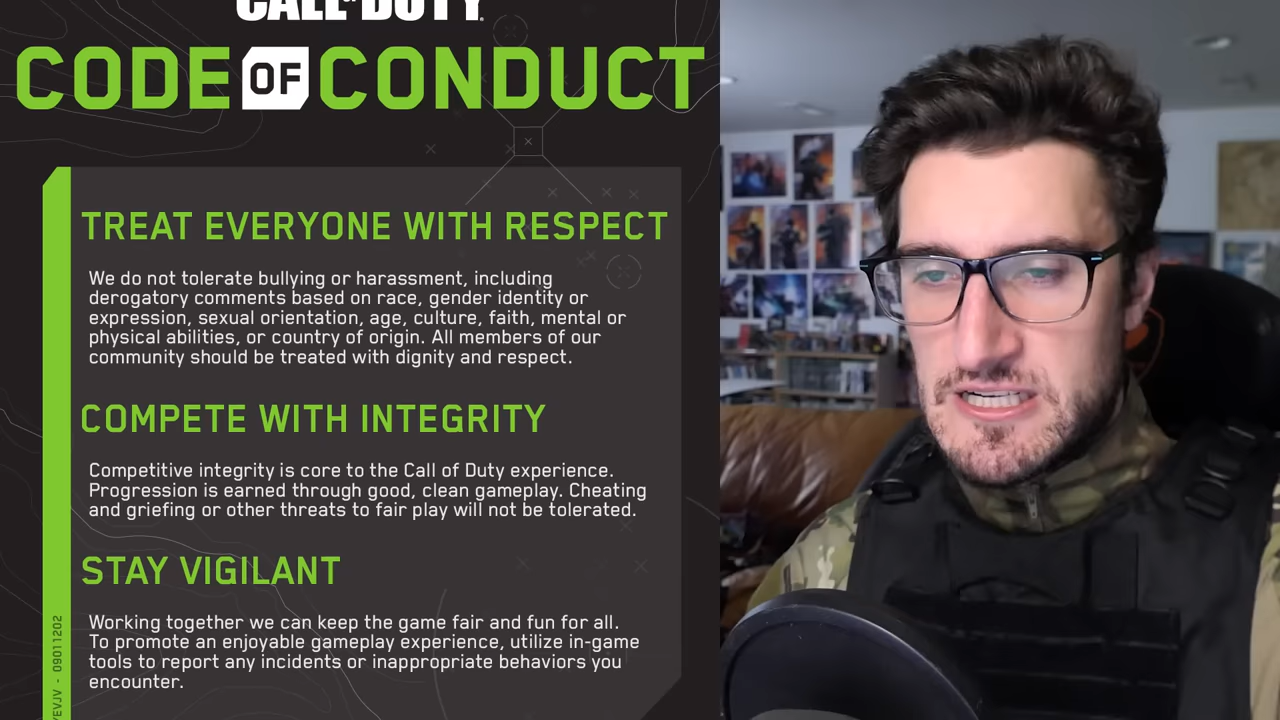 CALL OF DUTY
CODE OF CONDUCT
TREAT EVERYONE WITH RESPECT
We do not tolerate bullying or harassment, including
derogatory comments based on race, gender identity or
expression, sexual orientation, age, culture, faith, mental or
physical abilities, or country of origin. All members of our
community should be treated with dignity and respect.
COMPETE WITH INTEGRITY
Competitive integrity is core to the Call of Duty experience.
Progression is earned through good, clean gameplay. Cheating
and griefing or other threats to fair play will not be tolerated.
STAY VIGILANT
Working together we can keep the game fair and fun for all.
To promote an enjoyable gameplay experience, utilize in-game
tools to report any incidents or inappropriate behaviors you
encounter.
09011202